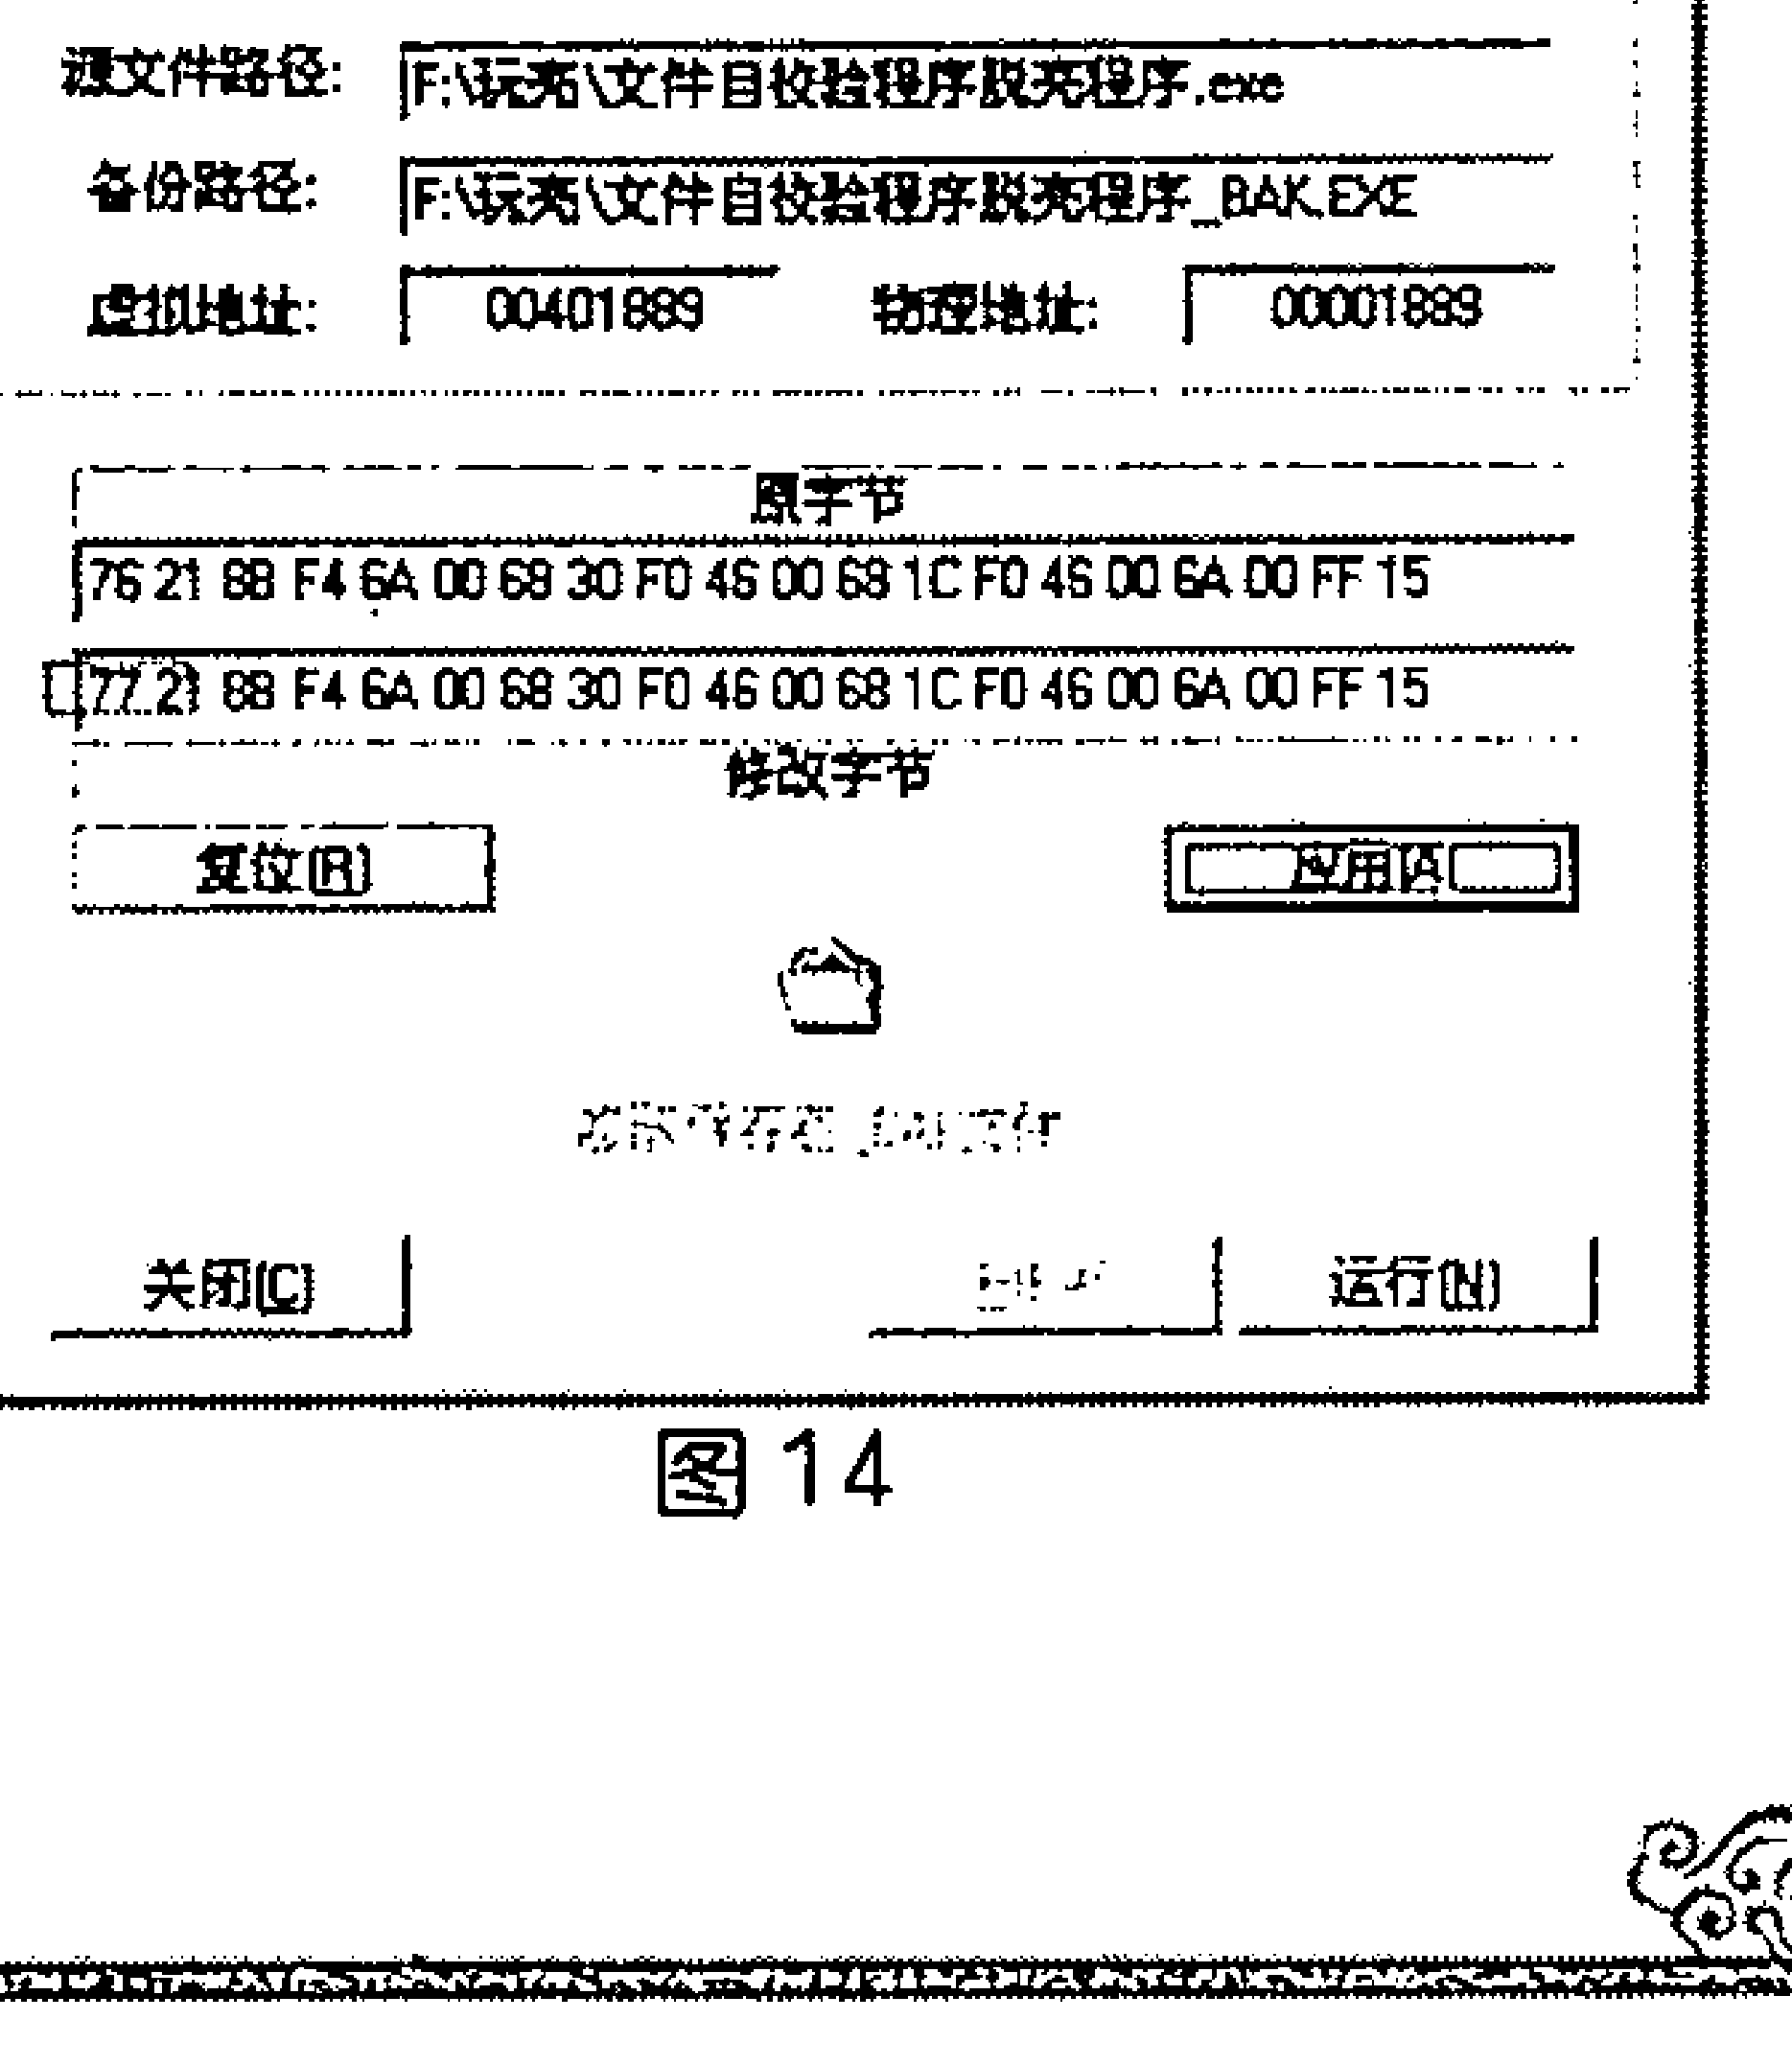 源文件路径: F:\玩壳\文件自校验程序脱壳程序.exe
备份路径: F:\玩壳\文件自校验程序脱壳程序_BAK.EXE
虚拟地址: 00401889 物理地址: 00001889
原字节
76 21 8B F4 6A 00 68 30 F0 46 00 68 1C F0 46 00 6A 00 FF 15
77 21 8B F4 6A 00 68 30 F0 46 00 68 1C F0 46 00 6A 00 FF 15
修改字节
复位(R) 应用(A
关闭(C) 运行(N)
图 14